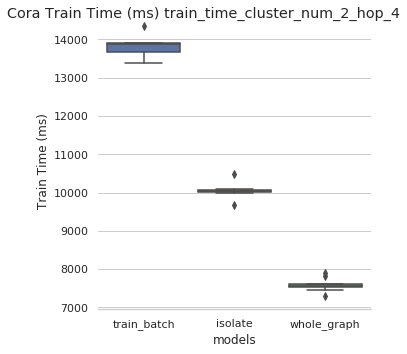 Cora Train Time (ms) train_time_cluster_num_2_hop_4
14000
13000
12000
11000
10000
9000
8000
7000
Train Time (ms)
train_batch isolate whole_graph
models